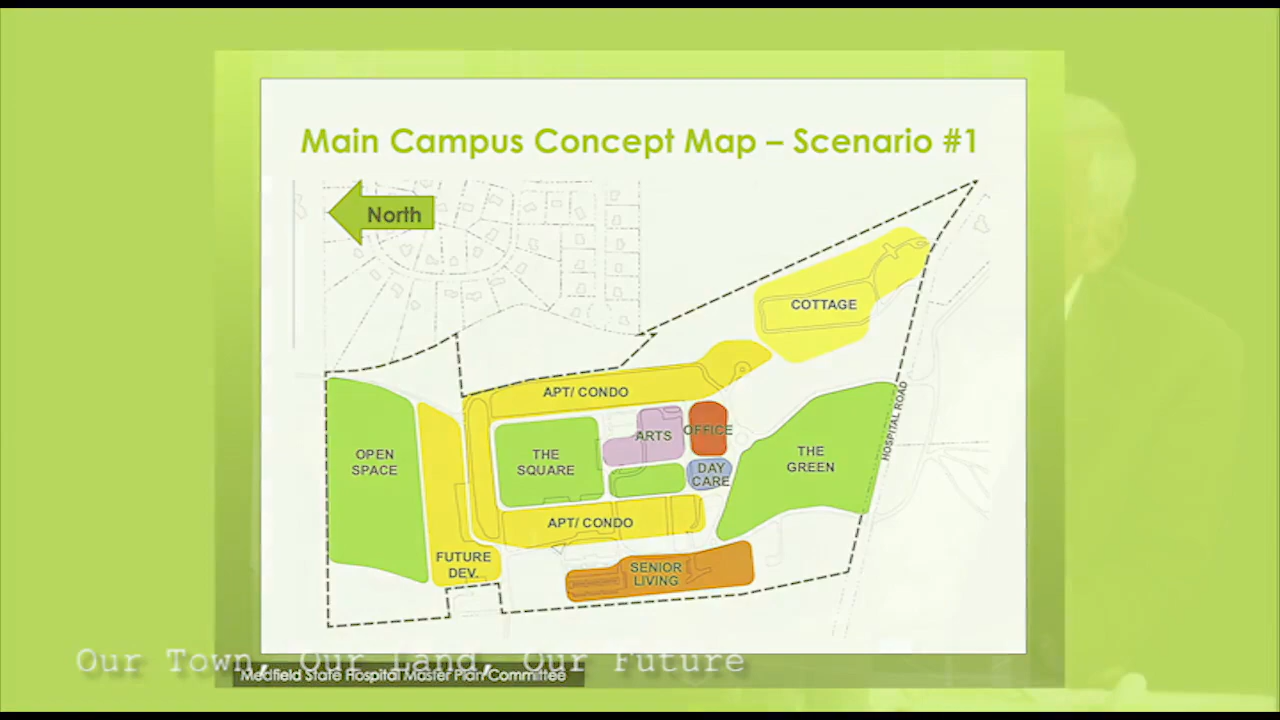 Main Campus Concept Map – Scenario #1
North
COTTAGE
APT/ CONDO
HOSPITAL ROAD
ARTS
OFFICE
OPEN
SPACE
THE
SQUARE
THE
GREEN
DAY
CARE
APT/ CONDO
FUTURE
DEV.
SENIOR
LIVING
Our Town, Our Land, Our Future
Medfield State Hospital Master Plan Committee